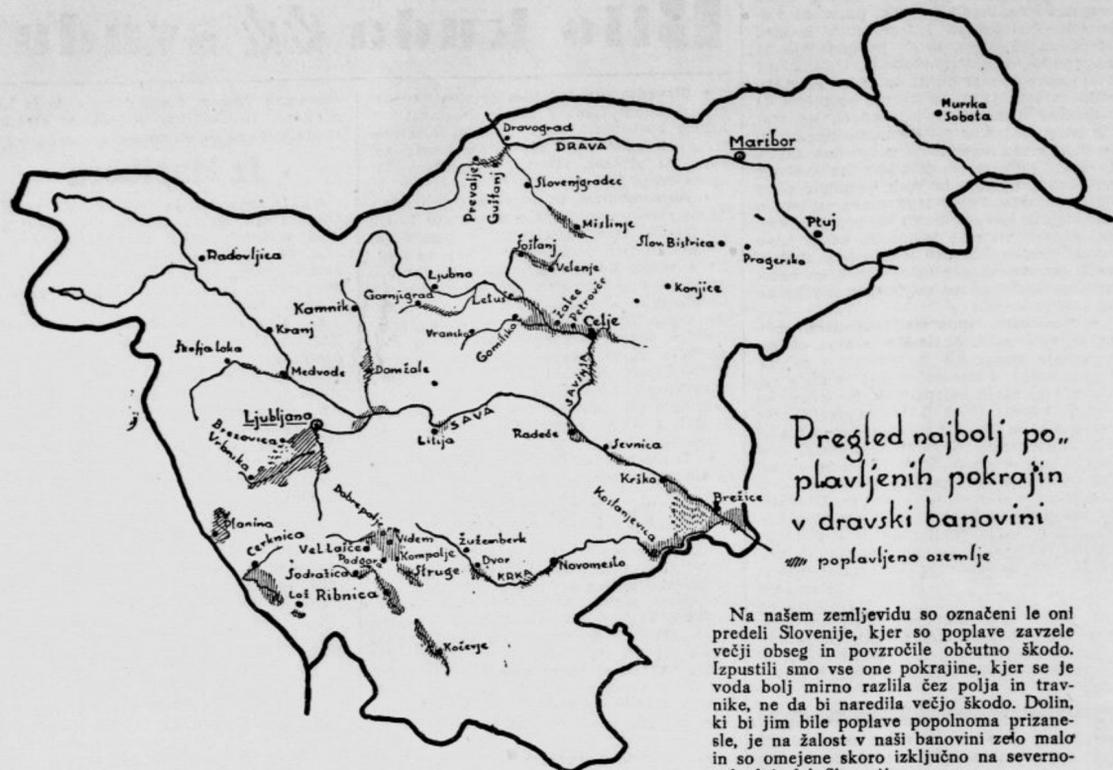 Murska
Sobota
Dravograd
DRAVA
Maribor
Prevalje
Guštanj
Slovenjgradec
Mislinje
Ptuj
Slov. Bistrica
Pragersko
Šoštanj
Velenje
Konjice
Radovljica
Ljubno
Gornjigrad
Letuše
Kamnik
Žalec
Petrovče
Celje
Vransko
Gomilsko
Kranj
Škofja Loka
Medvode
Domžale
SAVINJA
Ljubljana
SAVA
Litija
Brezovica
Vrhnika
Radeče
Sevnica
Krško
Brežice
Kostanjevica
Pregled najbolj po„
plavljenih pokrajin
v dravski banovini
poplavljeno ozemlje
Planina
Dobrepolje
Cerknica
Videm
Žužemberk
Vel. Lašče
Kompolje
Podgora
Dvor
Novomesto
KRKA
Struge
Sodražica
Lož
Ribnica
Kočevje
Na našem zemljevidu so označeni le oni
predeli Slovenije, kjer so poplave zavzele
večji obseg in povzročile občutno škodo.
Izpustili smo vse one pokrajine, kjer se je
voda bolj mirno razlila čez polja in trav-
nike, ne da bi naredila večjo škodo. Dolin,
ki bi jim bile poplave popolnoma prizane-
sle, je na žalost v naši banovini zelo malo
in so omejene skoro izključno na severno-